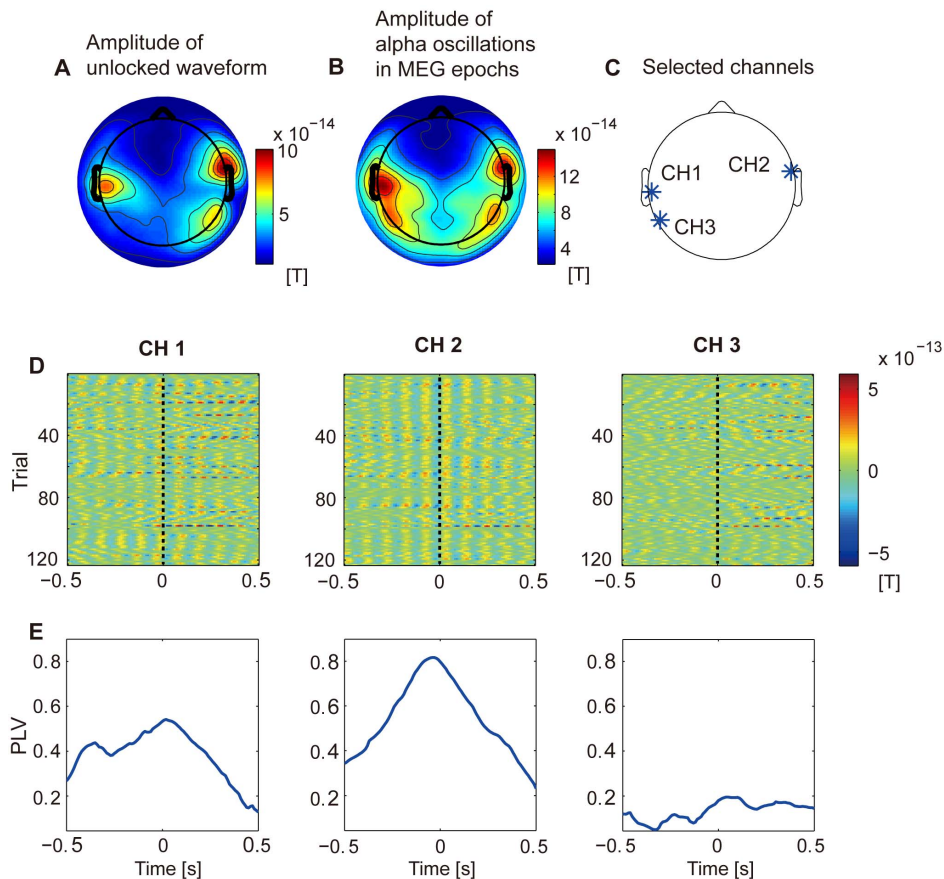 A
Amplitude of
unlocked waveform
x 10−14
10
5
[T]
B
Amplitude of
alpha oscillations
in MEG epochs
x 10−14
12
8
4
[T]
C
Selected channels
CH1
CH2
CH3
D
CH 1
CH 2
CH 3
Trial
40
80
120
−0.5
0
0.5
40
80
120
−0.5
0
0.5
40
80
120
−0.5
0
0.5
x 10−13
5
0
−5
[T]
E
PLV
0.8
0.6
0.4
0.2
−0.5
0
0.5
Time [s]
0.8
0.6
0.4
0.2
−0.5
0
0.5
Time [s]
0.8
0.6
0.4
0.2
−0.5
0
0.5
Time [s]